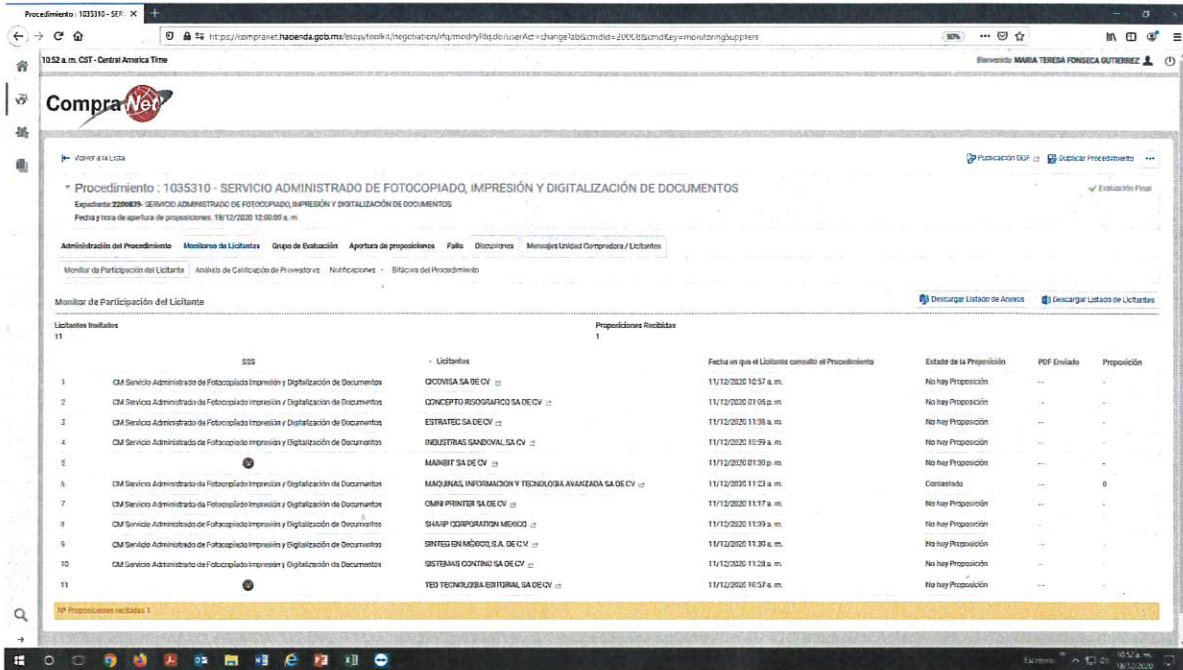 Procedimiento : 1035310 - SER
10:52 a. m. CST - Central America Time
Bienvenido MARIA TERESA FONSECA GUTIERREZ
90%
CompraNet
Volver a la Lista
Publicación DOF
Duplicar Procedimiento
Procedimiento : 1035310 - SERVICIO ADMINISTRADO DE FOTOCOPIADO, IMPRESIÓN Y DIGITALIZACIÓN DE DOCUMENTOS
Evaluación Final
Expediente: 2200839- SERVICIO ADMINISTRADO DE FOTOCOPIADO, IMPRESIÓN Y DIGITALIZACIÓN DE DOCUMENTOS
Fecha y hora de apertura de proposiciones: 18/12/2020 12:00:00 a. m.
Administración del Procedimiento Monitoreo de Licitantes Grupo de Evaluación Apertura de proposiciones Fallo Discusiones Mensajes Unidad Compradora / Licitantes
Monitor de Participación del Licitante Análisis de Calificación de Proveedores Notificaciones Bitácora del Procedimiento
Monitor de Participación del Licitante
Descargar Listado de Anexos Descargar Listado de Licitantes
Licitantes Invitados Proposiciones Recibidas
11 1
SSS Licitantes Fecha en que el Licitante consultó el Procedimiento Estado de la Proposición PDF Enviado Proposición
1 CM Servicio Administrado de Fotocopiado Impresión y Digitalización de Documentos CICOVISA SA DE CV 11/12/2020 10:57 a. m. No hay Proposición -- -
2 CM Servicio Administrado de Fotocopiado Impresión y Digitalización de Documentos CONCEPTO RISOGRAFICO SA DE CV 11/12/2020 01:06 p. m. No hay Proposición -- -
3 CM Servicio Administrado de Fotocopiado Impresión y Digitalización de Documentos ESTRATEC SA DE CV 11/12/2020 11:38 a. m. No hay Proposición -- -
4 CM Servicio Administrado de Fotocopiado Impresión y Digitalización de Documentos INDUSTRIAS SANDOVAL SA CV 11/12/2020 10:59 a. m. No hay Proposición -- -
5 MAINBIT SA DE CV 11/12/2020 01:30 p. m. No hay Proposición -- -
6 CM Servicio Administrado de Fotocopiado Impresión y Digitalización de Documentos MAQUINAS, INFORMACION Y TECNOLOGIA AVANZADA SA DE CV 11/12/2020 11:23 a. m. Contestado -- 0
7 CM Servicio Administrado de Fotocopiado Impresión y Digitalización de Documentos OMNI PRINTER SA DE CV 11/12/2020 11:17 a. m. No hay Proposición -- -
8 CM Servicio Administrado de Fotocopiado Impresión y Digitalización de Documentos SHARP CORPORATION MEXICO 11/12/2020 11:39 a. m. No hay Proposición -- -
9 CM Servicio Administrado de Fotocopiado Impresión y Digitalización de Documentos SINTEG EN MÉXICO, S.A. DE C.V. 11/12/2020 11:30 a. m. No hay Proposición -- -
10 CM Servicio Administrado de Fotocopiado Impresión y Digitalización de Documentos SISTEMAS CONTINO SA DE CV 11/12/2020 11:28 a. m. No hay Proposición -- -
11 TED TECNOLOGIA EDITORIAL SA DE CV 11/12/2020 10:57 a. m. No hay Proposición -- -
Nº Proposiciones recibidas 1
Escritorio
10:52 a. m.
18/12/2020